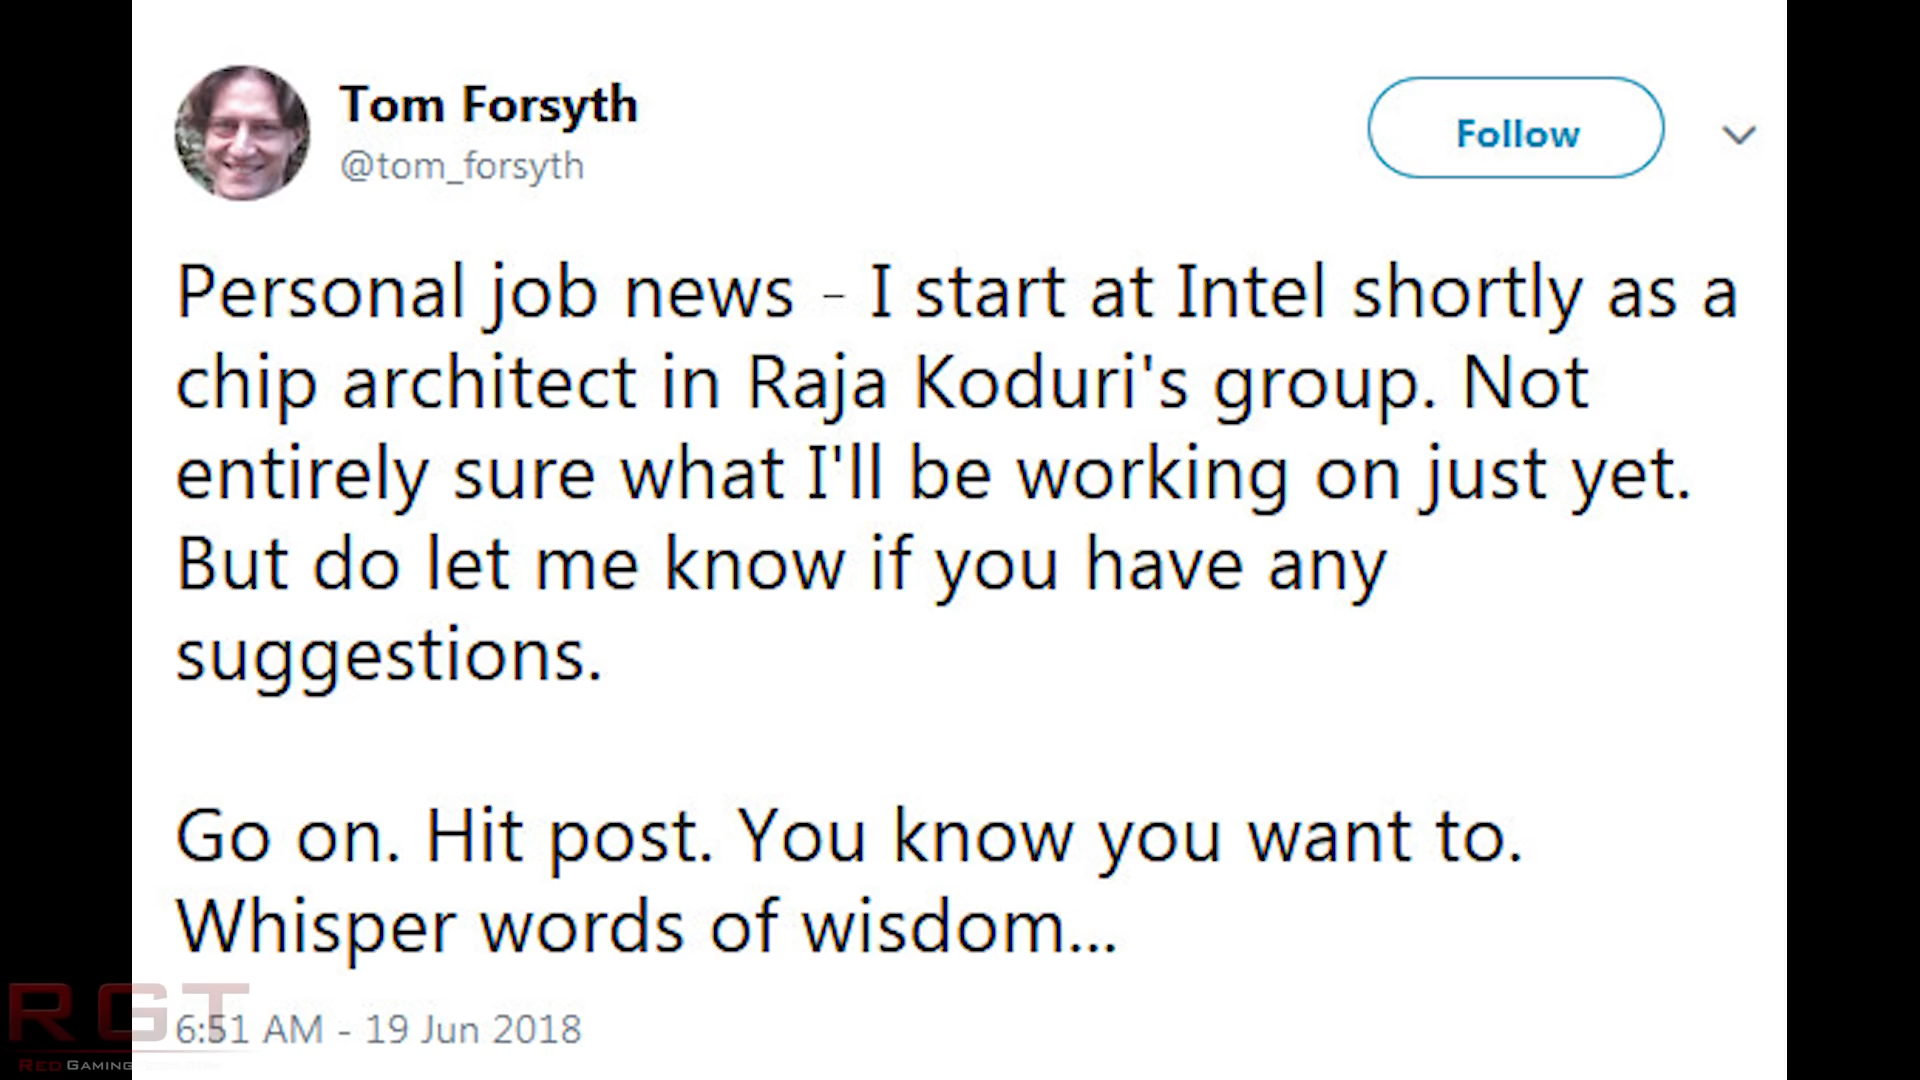 Tom Forsyth
@tom_forsyth
Follow
Personal job news - I start at Intel shortly as a
chip architect in Raja Koduri's group. Not
entirely sure what I'll be working on just yet.
But do let me know if you have any
suggestions.
Go on. Hit post. You know you want to.
Whisper words of wisdom...
6:51 AM - 19 Jun 2018
RGT
RED GAMING